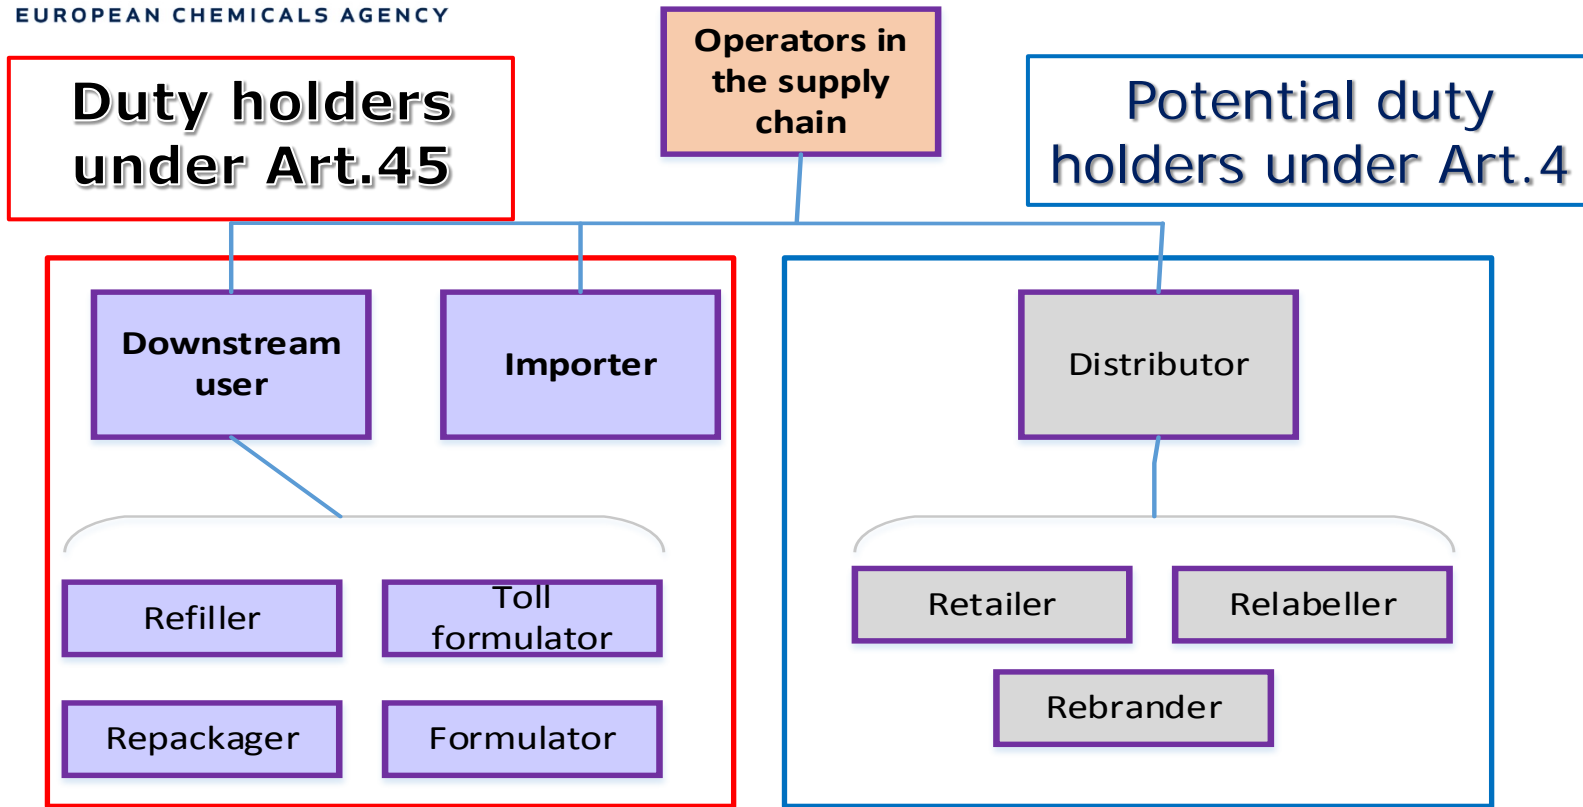 EUROPEAN CHEMICALS AGENCY
Operators in
the supply
chain
Duty holders
under Art.45
Potential duty
holders under Art.4
Downstream
user
Importer
Distributor
Refiller
Toll
formulator
Retailer
Relabeller
Repackager
Formulator
Rebrander